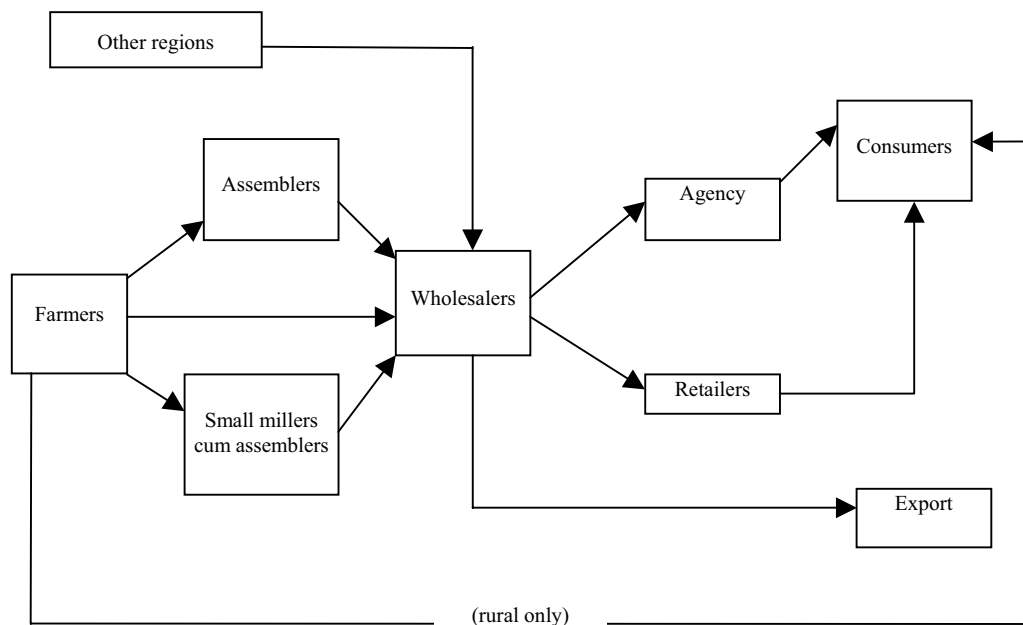 Other regions
Assemblers
Consumers
Agency
Farmers
Wholesalers
Small millers
cum assemblers
Retailers
Export
(rural only)